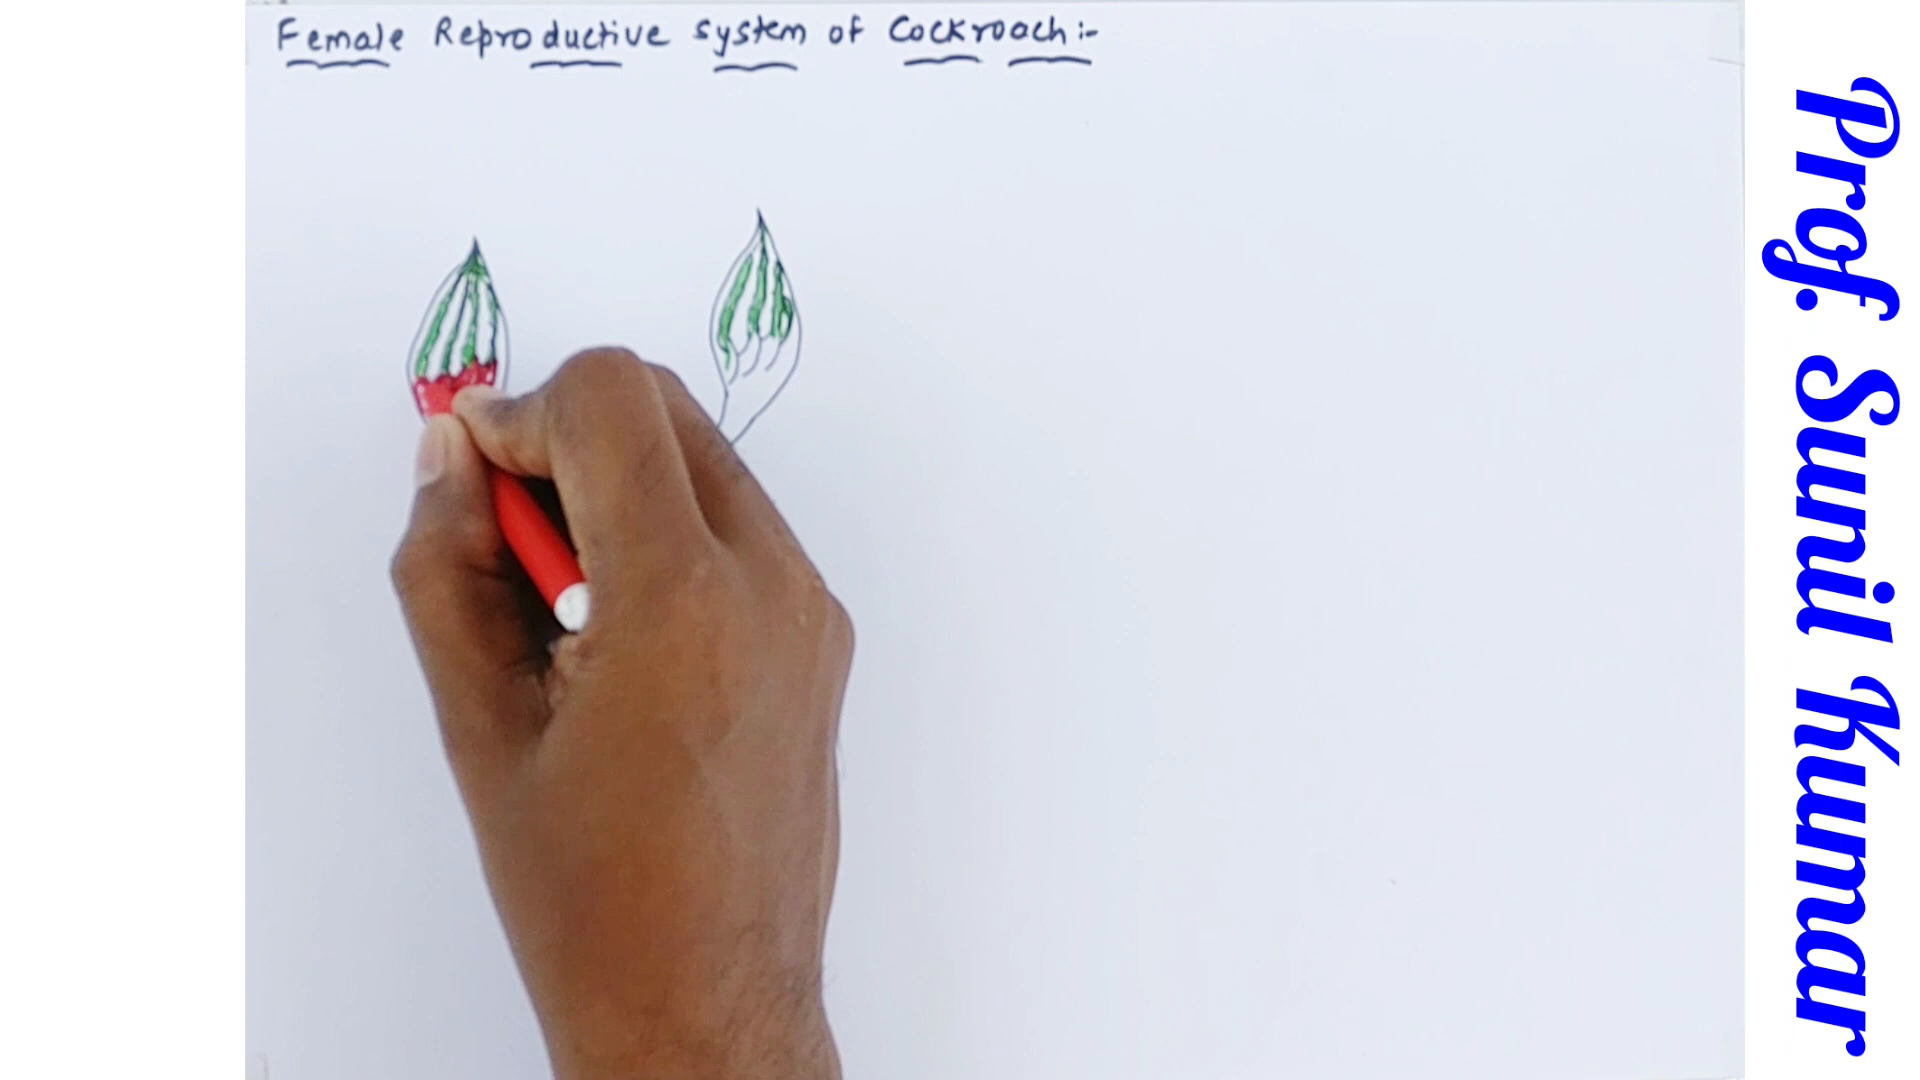 Female Reproductive system of Cockroach:-
Prof. Sunil Kumar